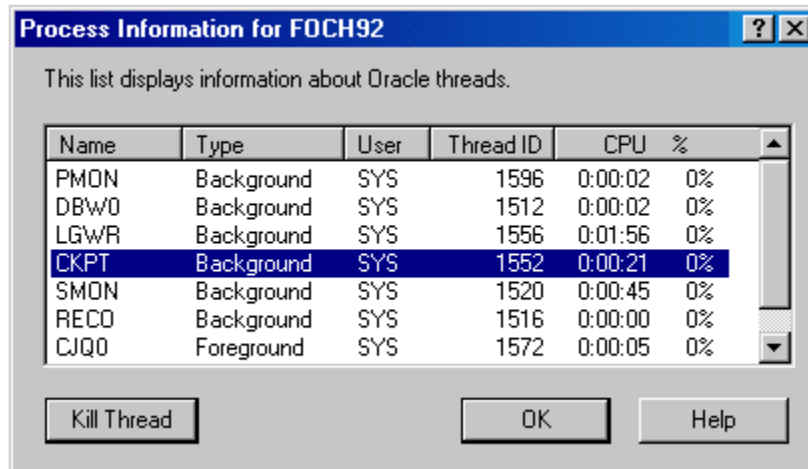 Process Information for FOCH92 ? ×
This list displays information about Oracle threads.
Name Type User Thread ID CPU %
PMON Background SYS 1596 0:00:02 0%
DBW0 Background SYS 1512 0:00:02 0%
LGWR Background SYS 1556 0:01:56 0%
CKPT Background SYS 1552 0:00:21 0%
SMON Background SYS 1520 0:00:45 0%
RECO Background SYS 1516 0:00:00 0%
CJQ0 Foreground SYS 1572 0:00:05 0%
Kill Thread OK Help